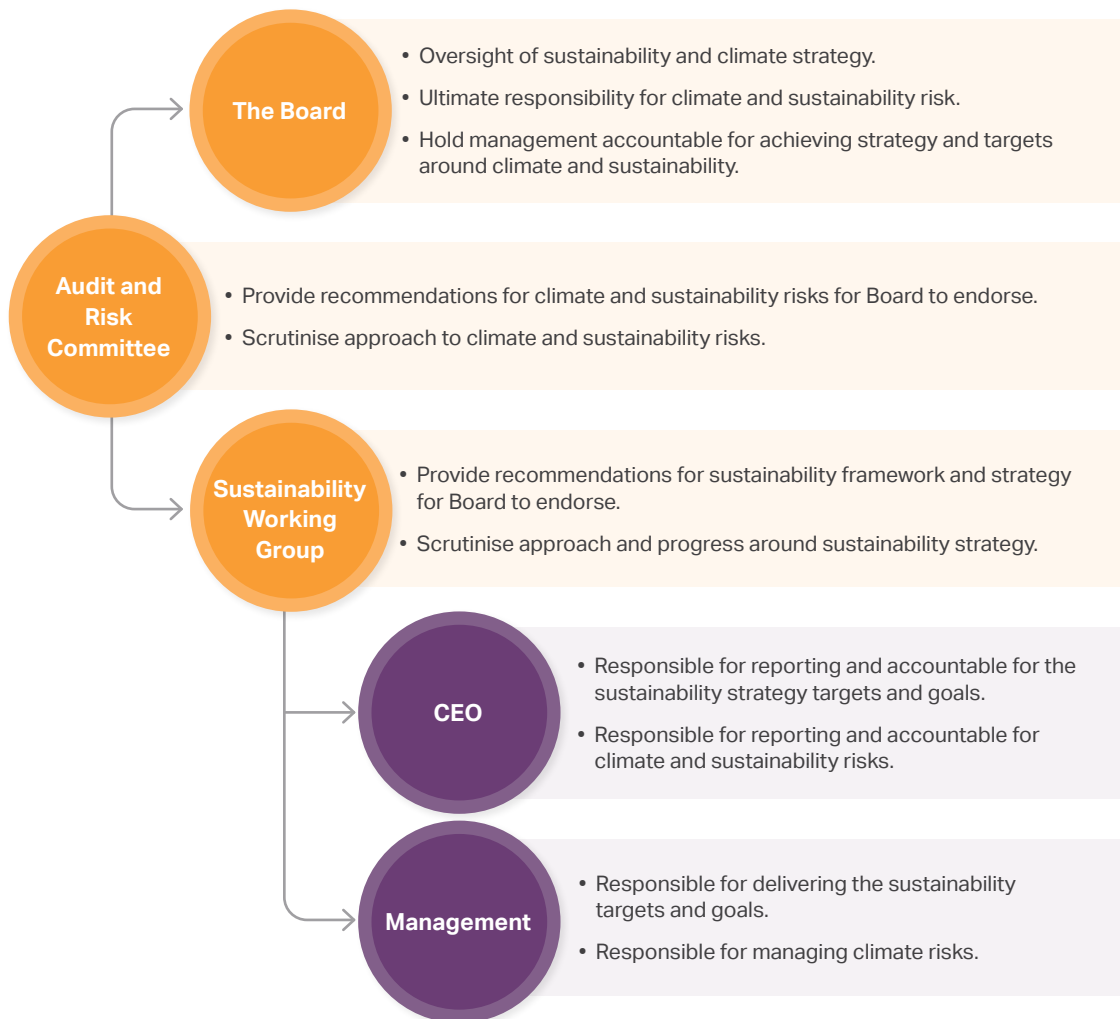 The Board
• Oversight of sustainability and climate strategy.
• Ultimate responsibility for climate and sustainability risk.
• Hold management accountable for achieving strategy and targets
around climate and sustainability.
Audit and
Risk
Committee
• Provide recommendations for climate and sustainability risks for Board to endorse.
• Scrutinise approach to climate and sustainability risks.
Sustainability
Working
Group
• Provide recommendations for sustainability framework and strategy
for Board to endorse.
• Scrutinise approach and progress around sustainability strategy.
CEO
• Responsible for reporting and accountable for the
sustainability strategy targets and goals.
• Responsible for reporting and accountable for
climate and sustainability risks.
Management
• Responsible for delivering the sustainability
targets and goals.
• Responsible for managing climate risks.